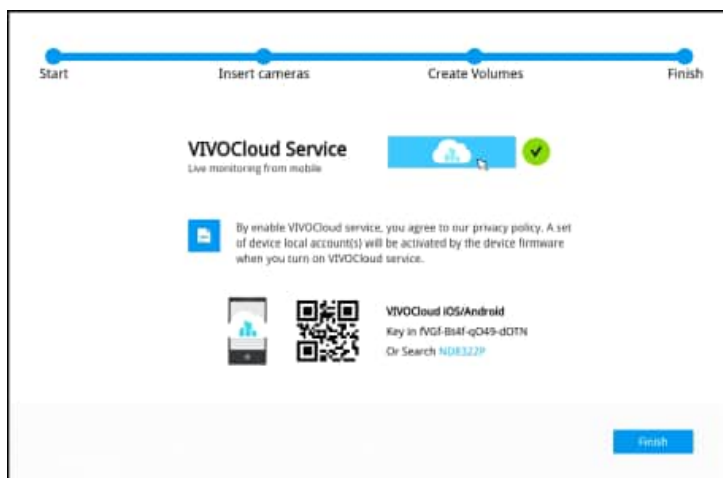 Start Insert cameras Create Volumes Finish
VIVOCloud Service
Live monitoring from mobile
By enable VIVOCloud service, you agree to our privacy policy. A set
of device local account(s) will be activated by the device firmware
when you turn on VIVOCloud service.
VIVOCloud iOS/Android
Key in
Or Search ND8322P
Finish